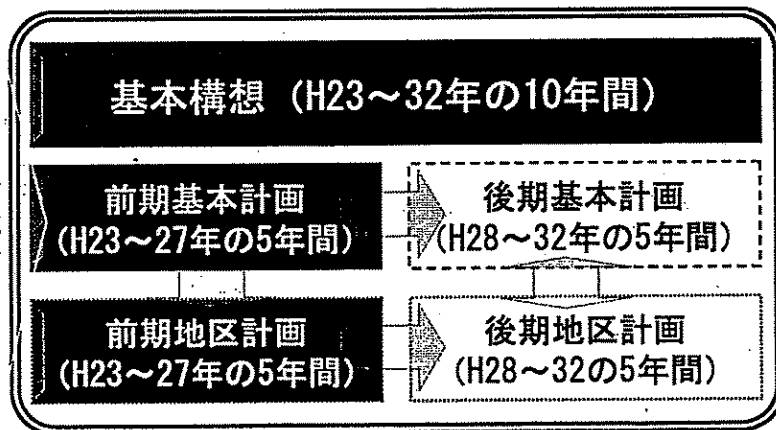 基本構想（H23～32年の10年間）
前期基本計画
(H23～27年の5年間)
後期基本計画
(H28～32年の5年間)
前期地区計画
(H23～27年の5年間)
後期地区計画
(H28～32の5年間)